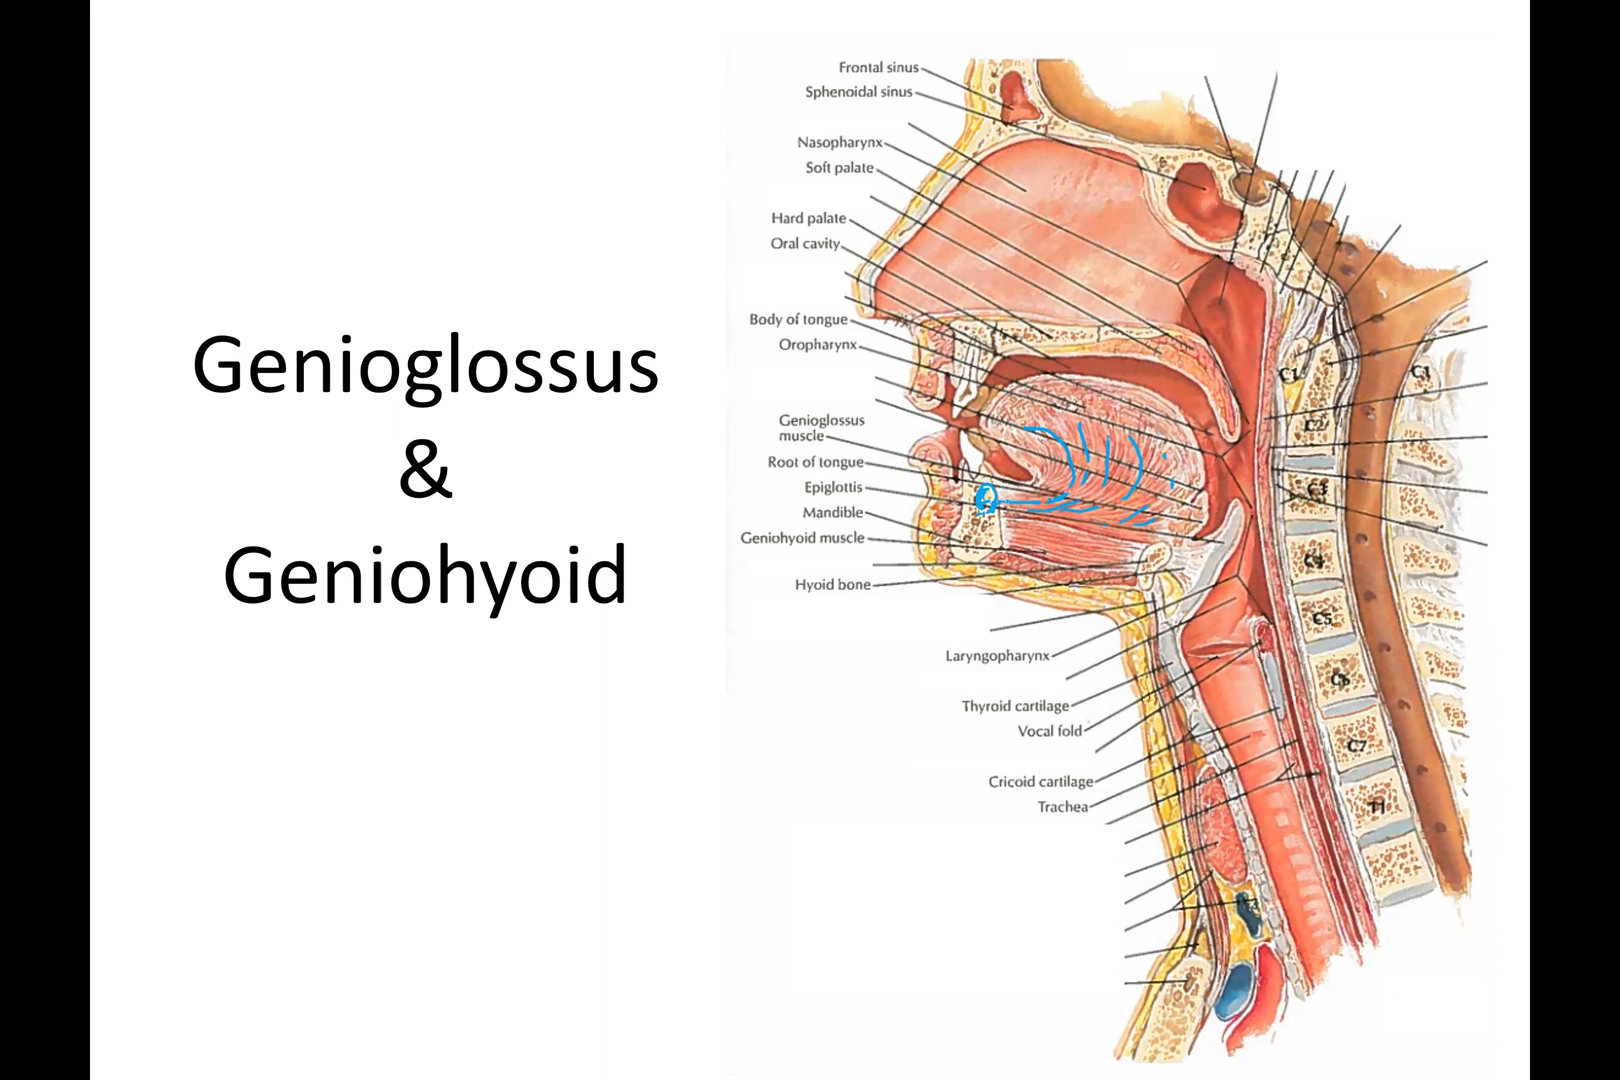 Genioglossus
&
Geniohyoid
Frontal sinus
Sphenoidal sinus
Nasopharynx
Soft palate
Hard palate
Oral cavity
Body of tongue
Oropharynx
Genioglossus
muscle
Root of tongue
Epiglottis
Mandible
Geniohyoid muscle
Hyoid bone
Laryngopharynx
Thyroid cartilage
Vocal fold
Cricoid cartilage
Trachea
C1
C1
C2
C3
C4
C5
C6
C7
T1